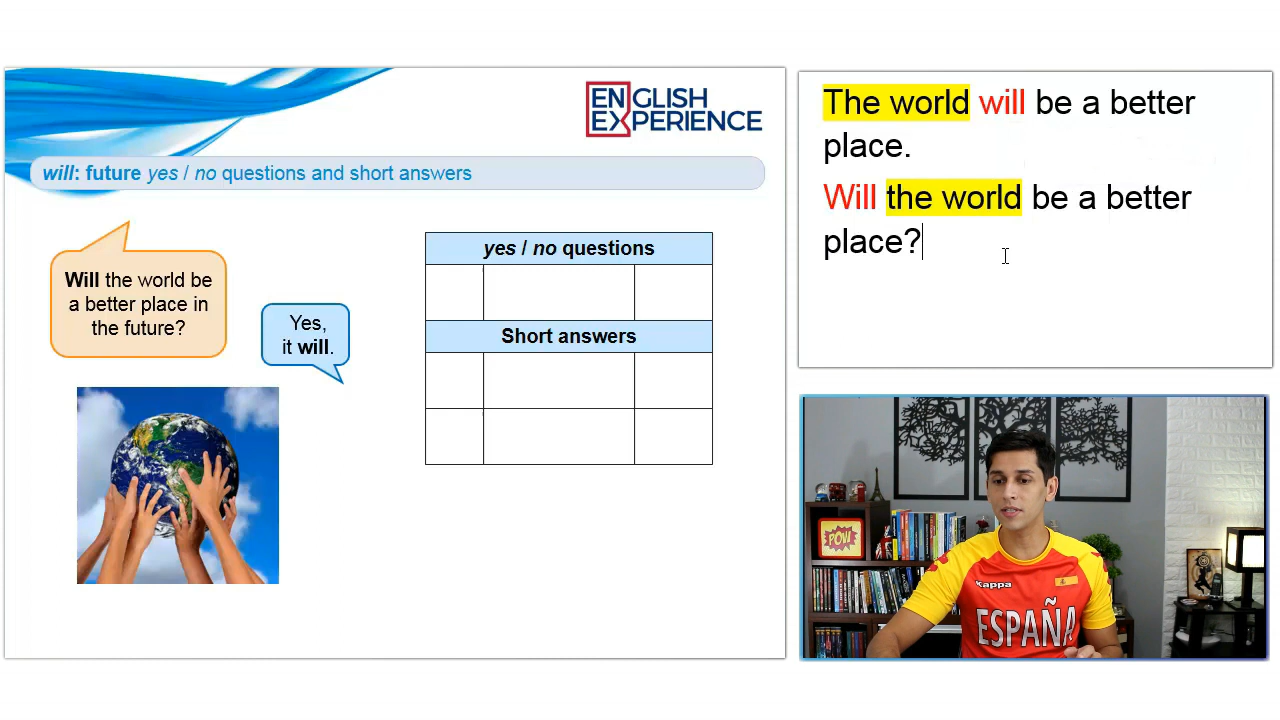 ENGLISH
EXPERIENCE
will: future yes / no questions and short answers
Will the world be
a better place in
the future?
Yes,
it will.
yes / no questions
Short answers
The world will be a better
place.
Will the world be a better
place?
POW!
Kappa
ESPAÑA